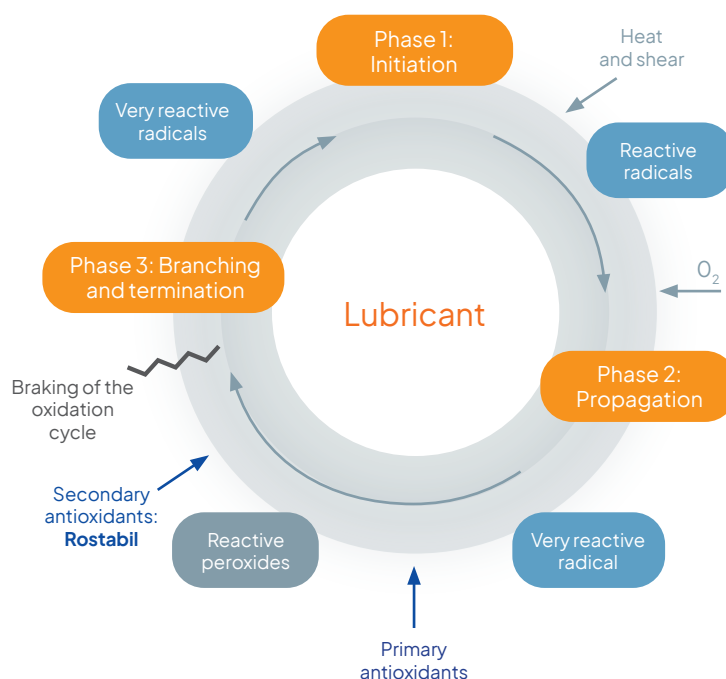 Phase 1:
Initiation
Heat
and shear
Very reactive
radicals
Reactive
radicals
Phase 3: Branching
and termination
O2
Lubricant
Phase 2:
Propagation
Braking of the
oxidation
cycle
Secondary
antioxidants:
Rostabil
Reactive
peroxides
Very reactive
radical
Primary
antioxidants